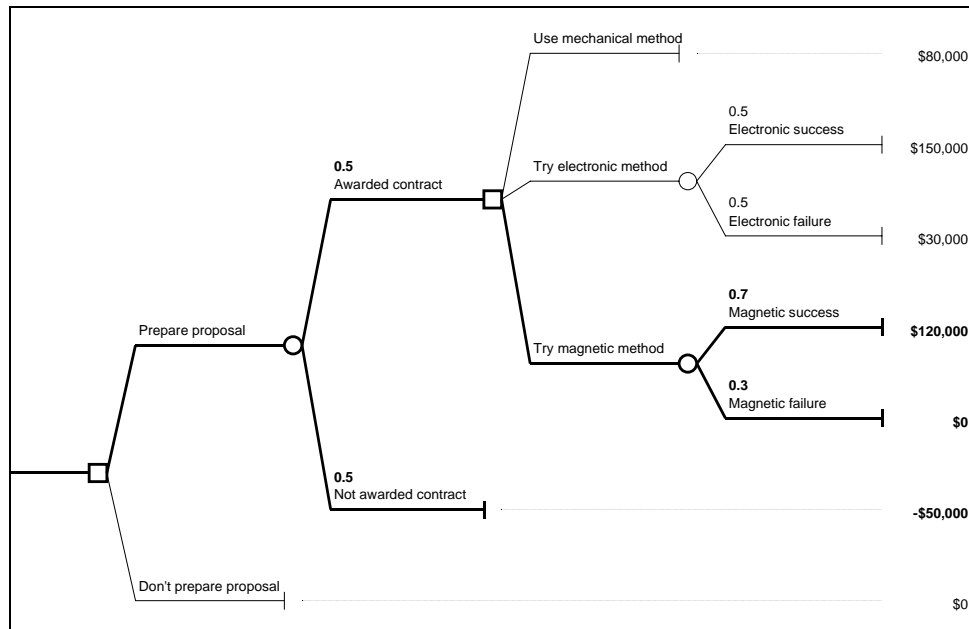 Use mechanical method
$80,000
0.5
Electronic success
$150,000
Try electronic method
0.5
Awarded contract
0.5
Electronic failure
$30,000
0.7
Magnetic success
$120,000
Prepare proposal
Try magnetic method
0.3
Magnetic failure
$0
0.5
Not awarded contract
-$50,000
Don't prepare proposal
$0